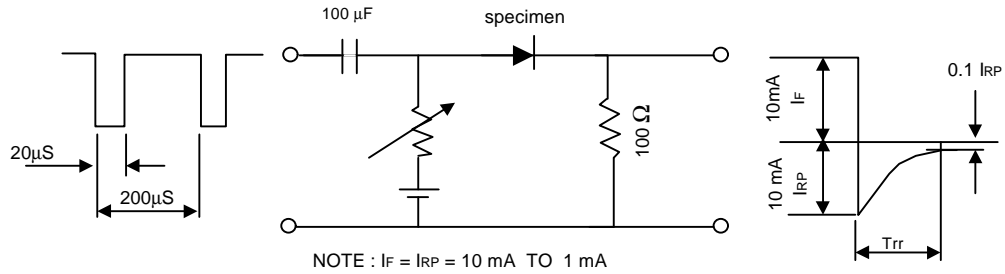 20µS
200µS
100 µF
specimen
100 Ω
NOTE : IF = IRP = 10 mA TO 1 mA
10mA
IF
10 mA
IRP
0.1 IRP
Trr